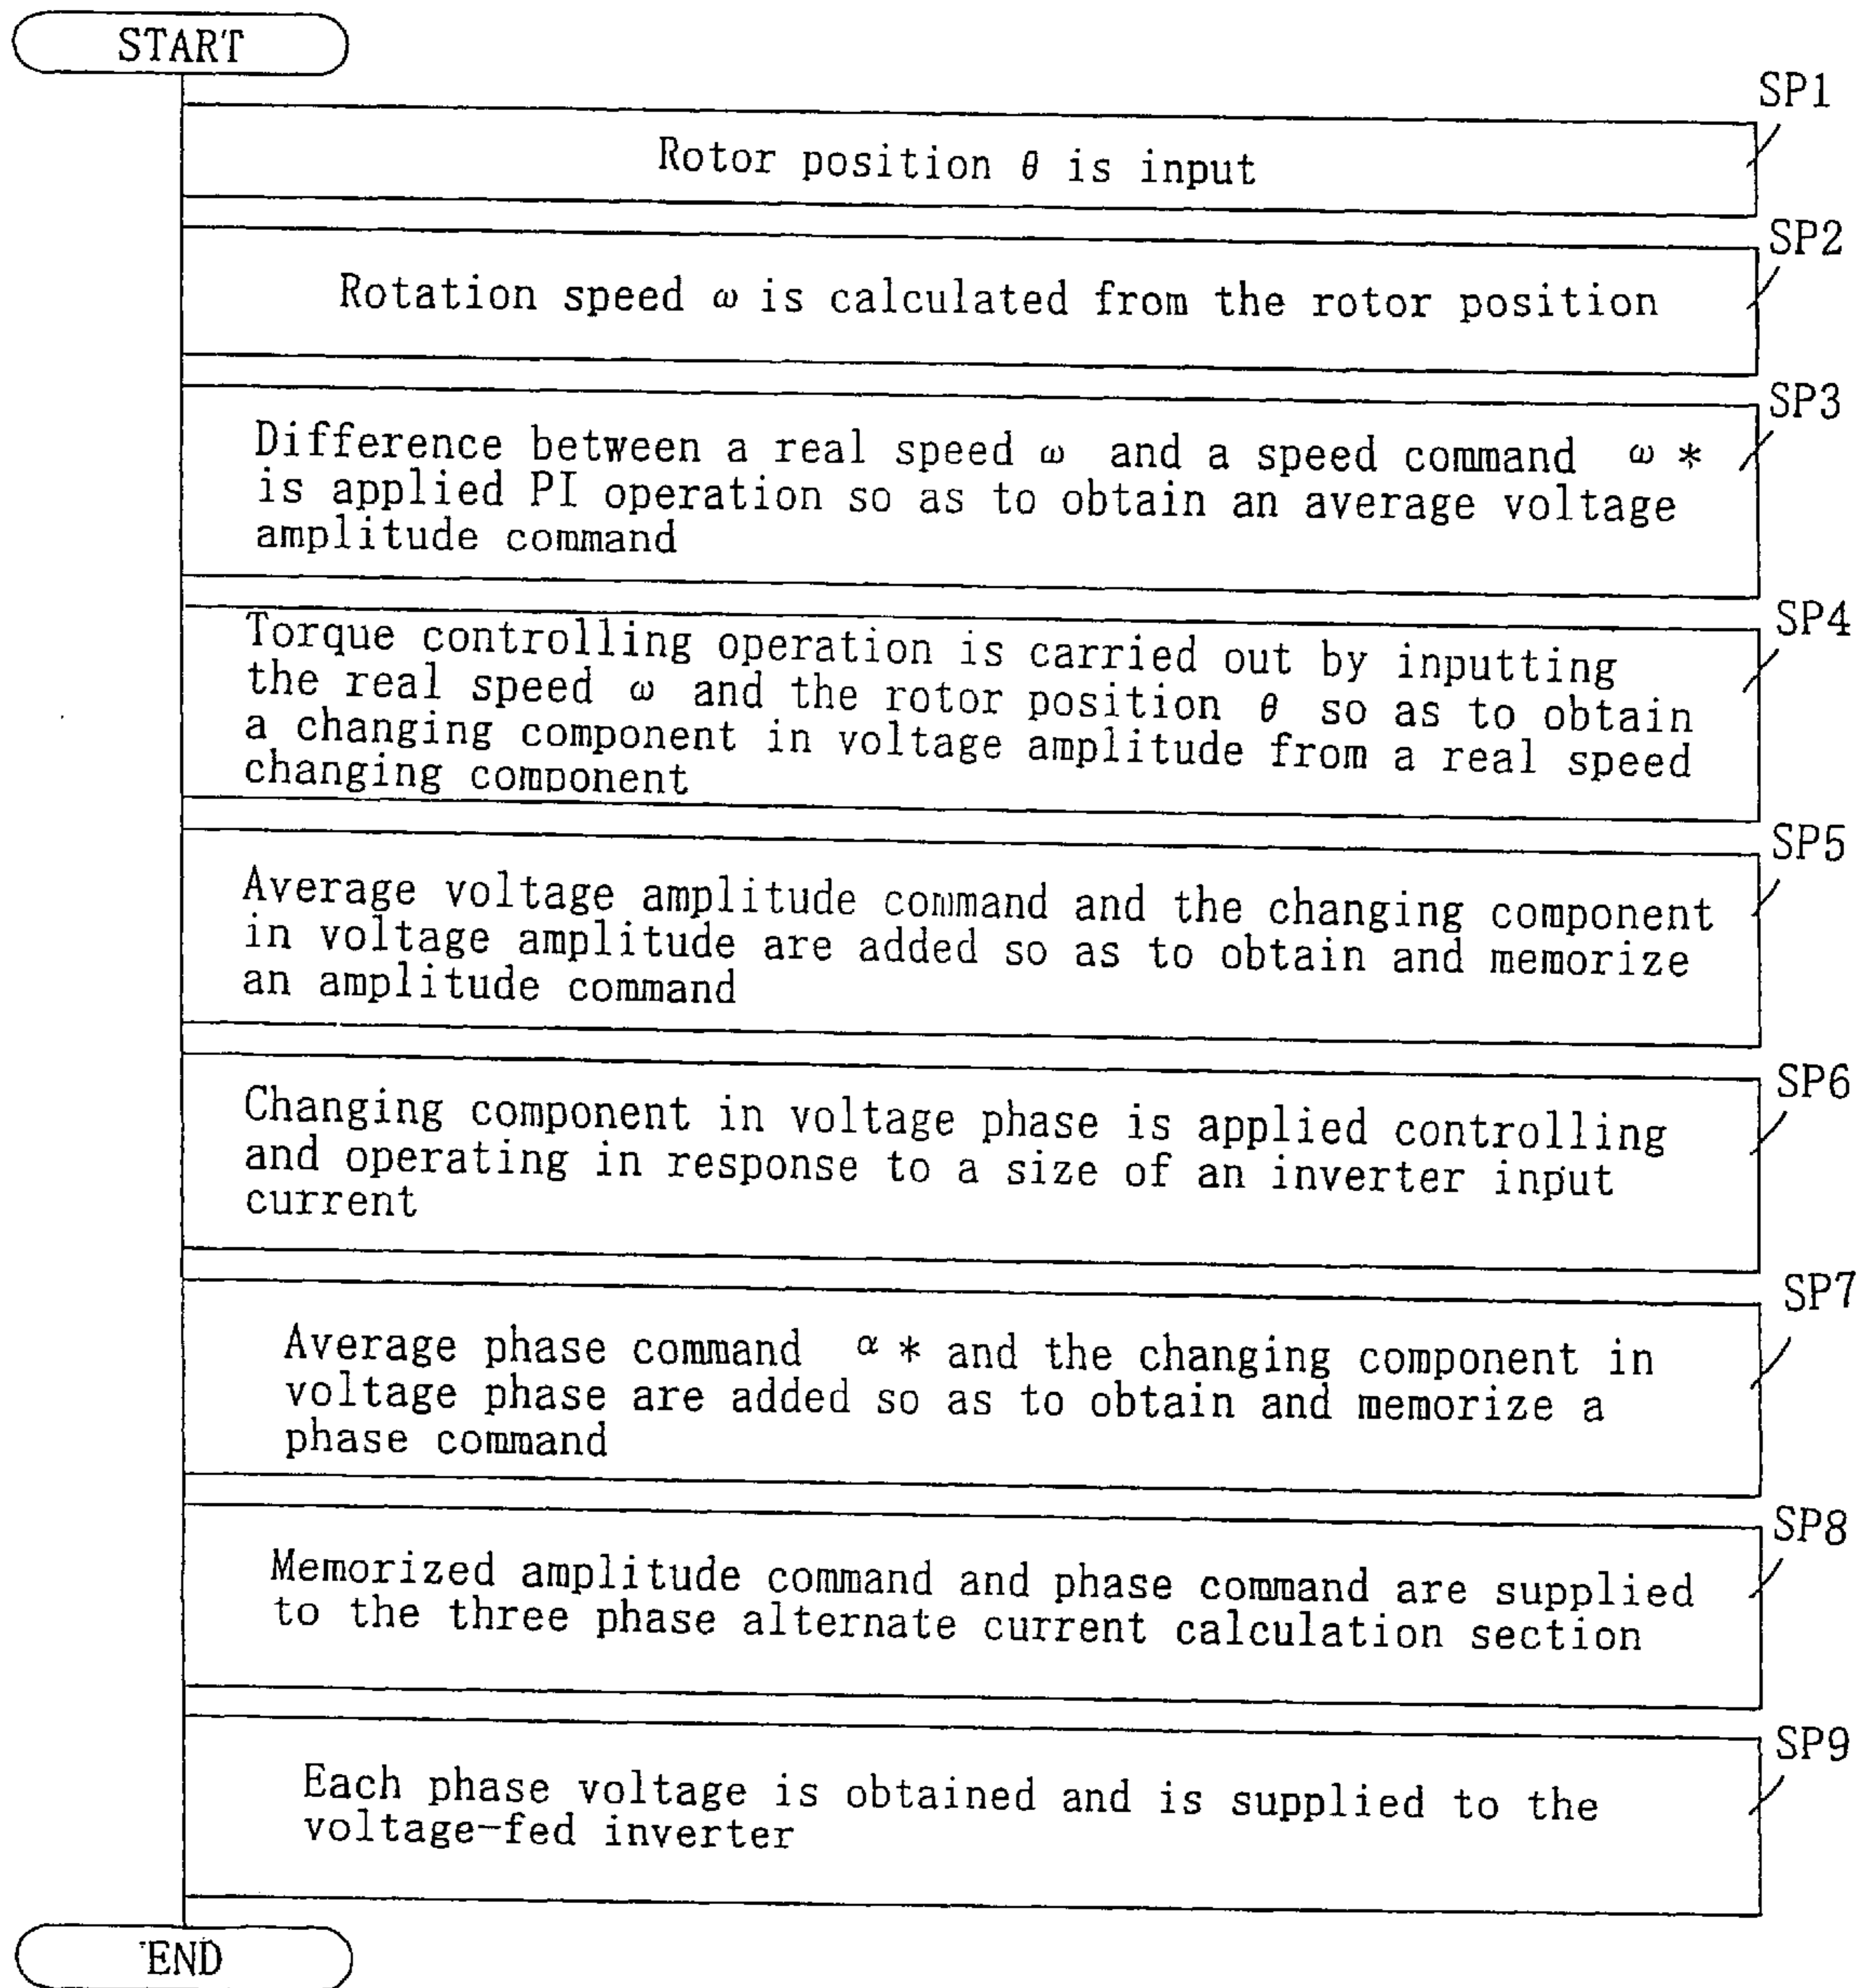 START
SP1
Rotor position θ is input
SP2
Rotation speed ω is calculated from the rotor position
SP3
Difference between a real speed ω and a speed command ω *
is applied PI operation so as to obtain an average voltage
amplitude command
SP4
Torque controlling operation is carried out by inputting
the real speed ω and the rotor position θ so as to obtain
a changing component in voltage amplitude from a real speed
changing component
SP5
Average voltage amplitude command and the changing component
in voltage amplitude are added so as to obtain and memorize
an amplitude command
SP6
Changing component in voltage phase is applied controlling
and operating in response to a size of an inverter input
current
SP7
Average phase command α * and the changing component in
voltage phase are added so as to obtain and memorize a
phase command
SP8
Memorized amplitude command and phase command are supplied
to the three phase alternate current calculation section
SP9
Each phase voltage is obtained and is supplied to the
voltage-fed inverter
END